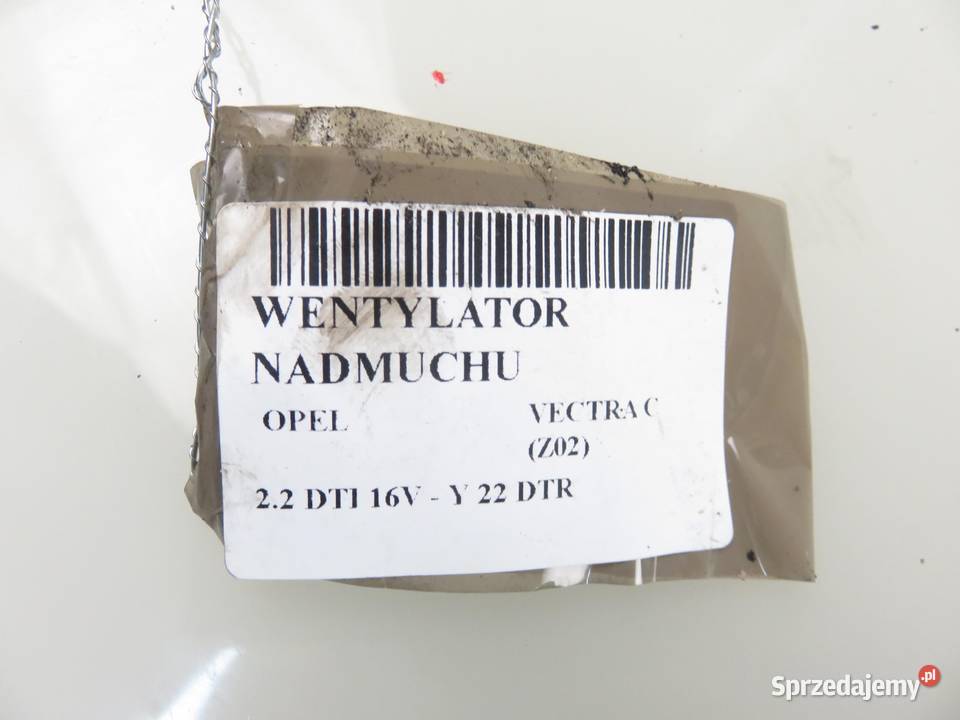 WENTYLATOR
NADMUCHU
OPEL VECTRA C
(Z02)
2.2 DTI 16V - Y 22 DTR
Sprzedajemy.pl